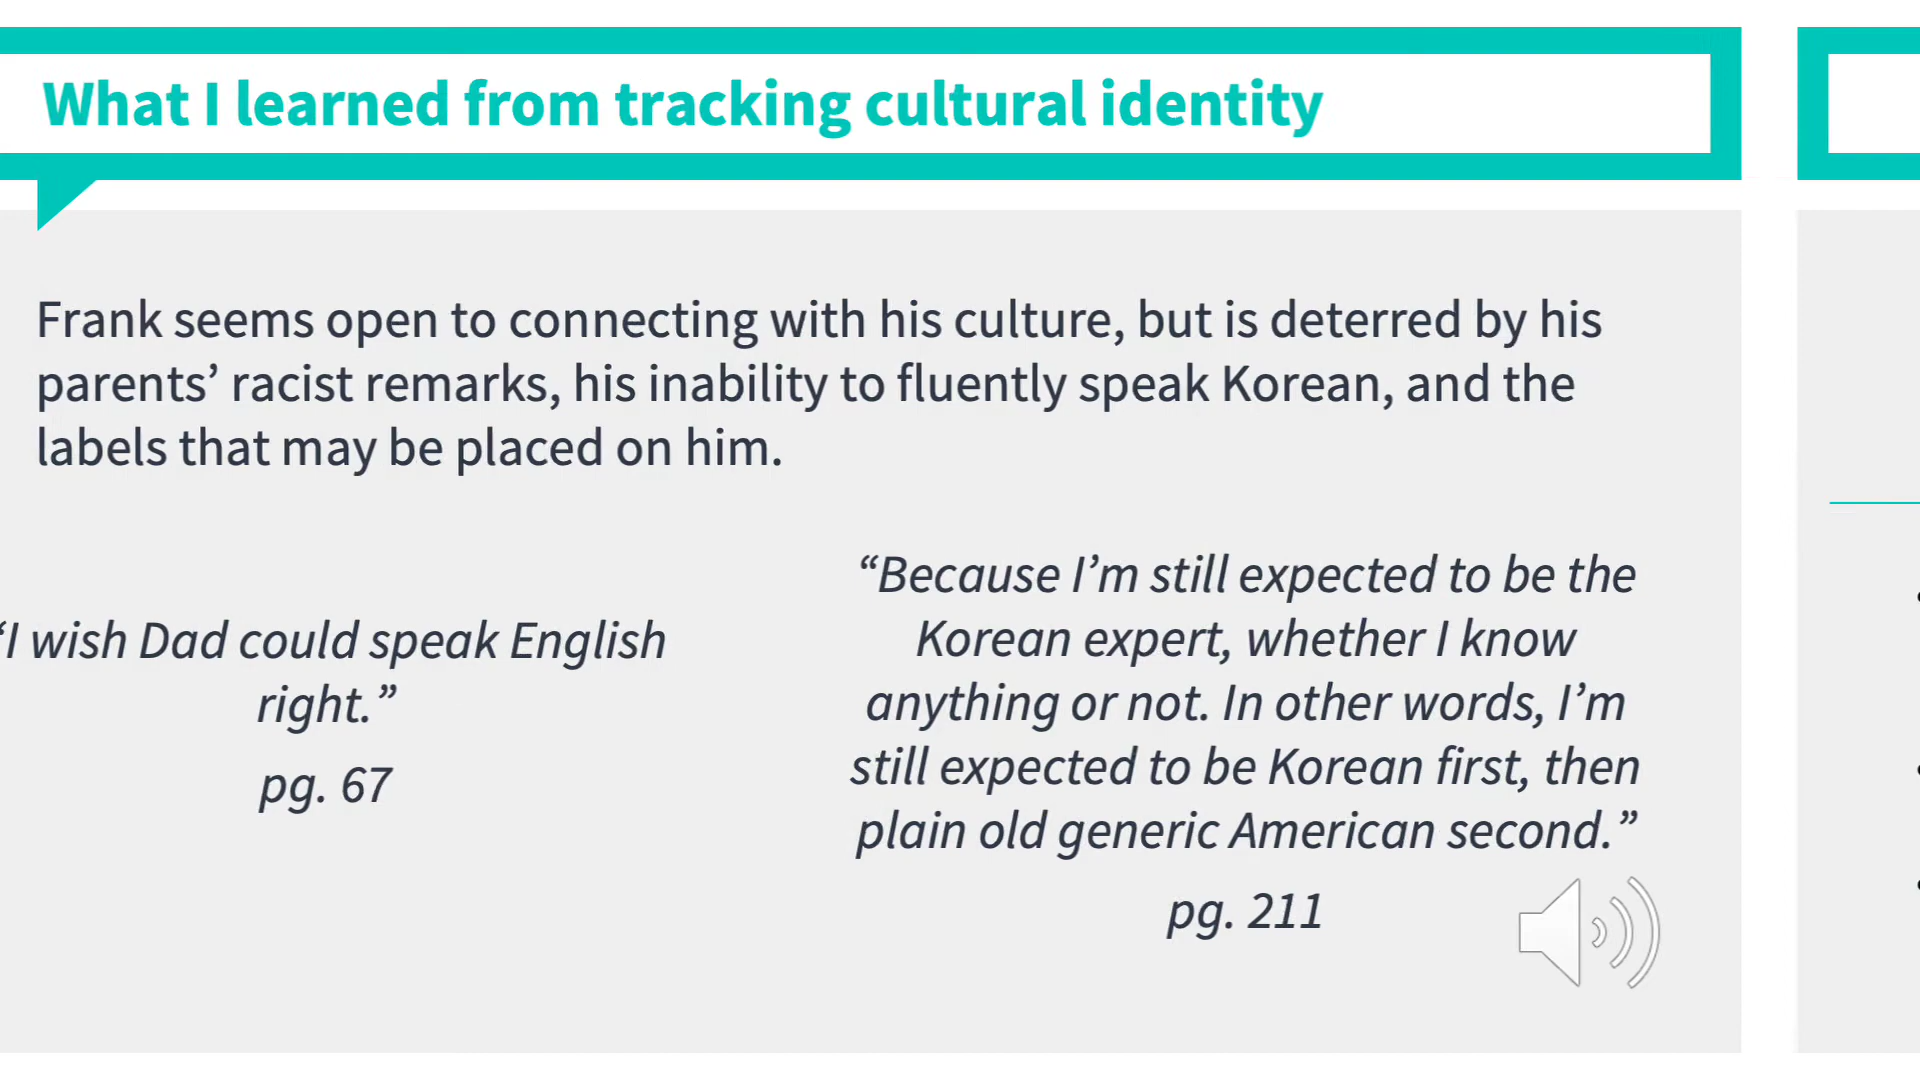 What I learned from tracking cultural identity
Frank seems open to connecting with his culture, but is deterred by his
parents’ racist remarks, his inability to fluently speak Korean, and the
labels that may be placed on him.
“I wish Dad could speak English
right.”
pg. 67
“Because I’m still expected to be the
Korean expert, whether I know
anything or not. In other words, I’m
still expected to be Korean first, then
plain old generic American second.”
pg. 211